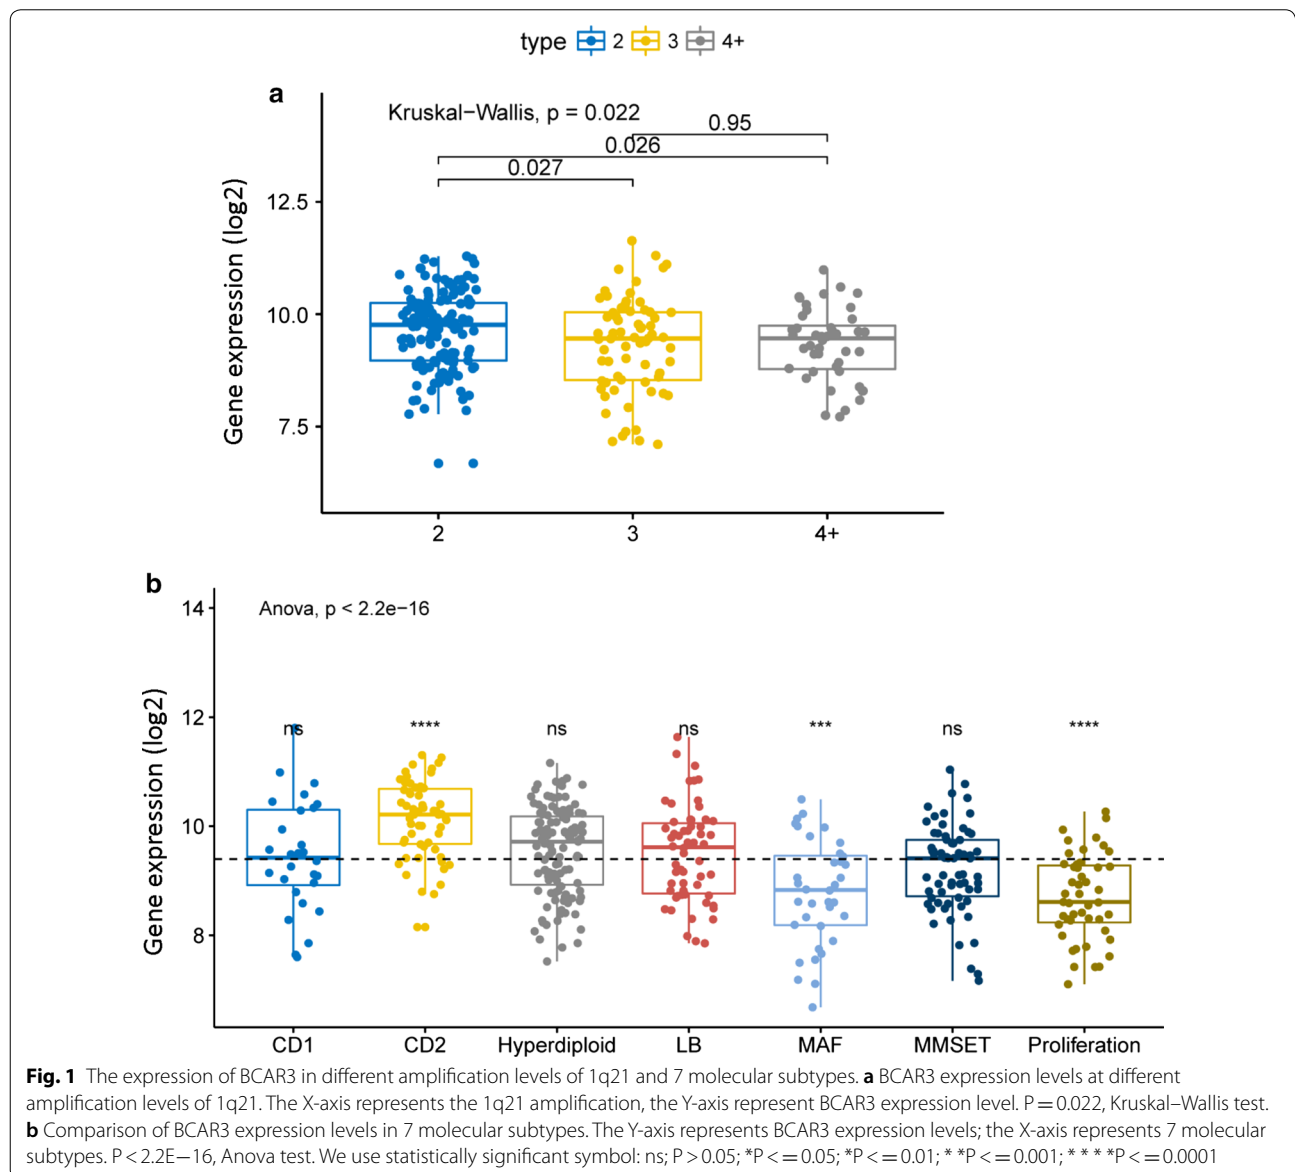 type 2 3 4+
a
Kruskal−Wallis, p = 0.022
0.95
0.026
0.027
Gene expression (log2)
12.5
10.0
7.5
2 3 4+
b
Anova, p < 2.2e−16
Gene expression (log2)
14
12
10
8
ns **** ns ns *** ns ****
CD1 CD2 Hyperdiploid LB MAF MMSET Proliferation
Fig. 1 The expression of BCAR3 in different amplification levels of 1q21 and 7 molecular subtypes. a BCAR3 expression levels at different
amplification levels of 1q21. The X-axis represents the 1q21 amplification, the Y-axis represent BCAR3 expression level. P = 0.022, Kruskal–Wallis test.
b Comparison of BCAR3 expression levels in 7 molecular subtypes. The Y-axis represents BCAR3 expression levels; the X-axis represents 7 molecular
subtypes. P < 2.2E−16, Anova test. We use statistically significant symbol: ns; P > 0.05; *P < = 0.05; *P < = 0.01; * *P < = 0.001; * * * *P < = 0.0001